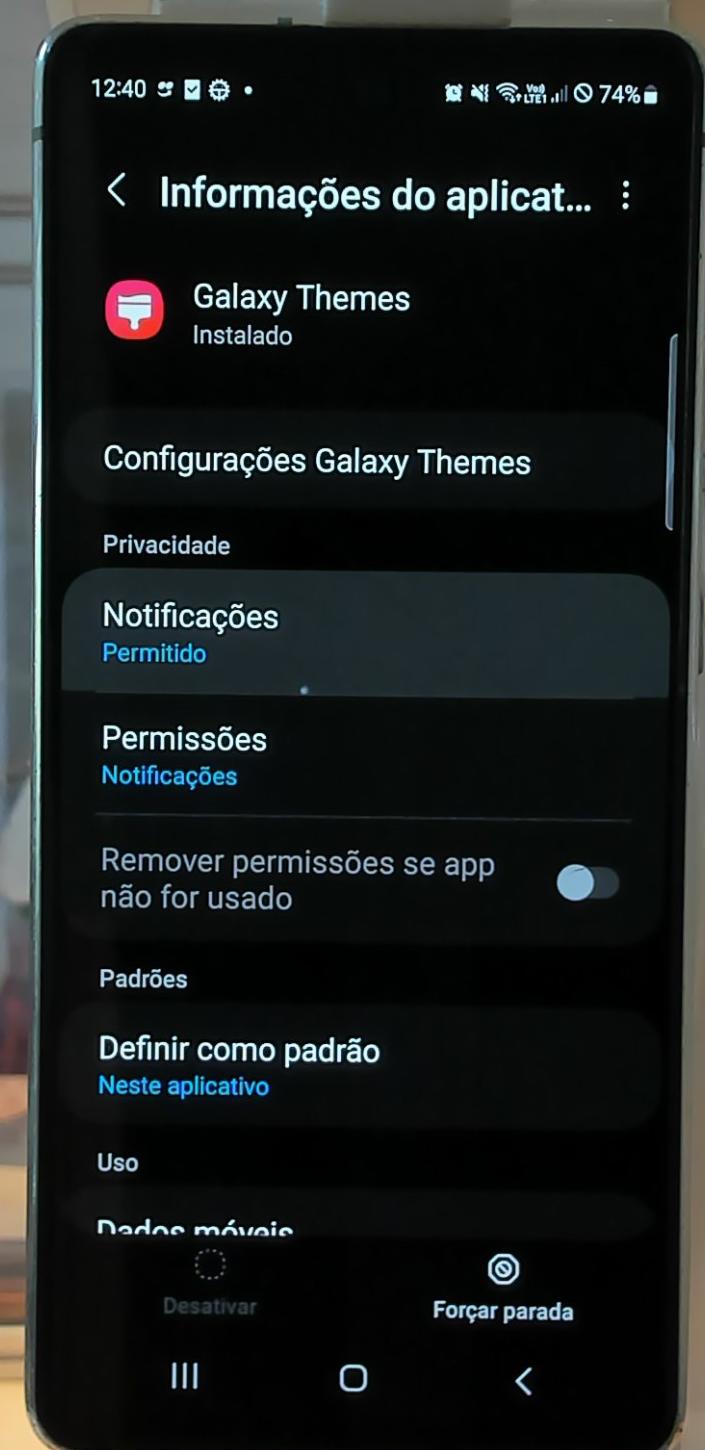 12:40 74%
Informações do aplicat...
Galaxy Themes
Instalado
Configurações Galaxy Themes
Privacidade
Notificações
Permitido
Permissões
Notificações
Remover permissões se app
não for usado
Padrões
Definir como padrão
Neste aplicativo
Uso
Dados móveis
Desativar
Forçar parada